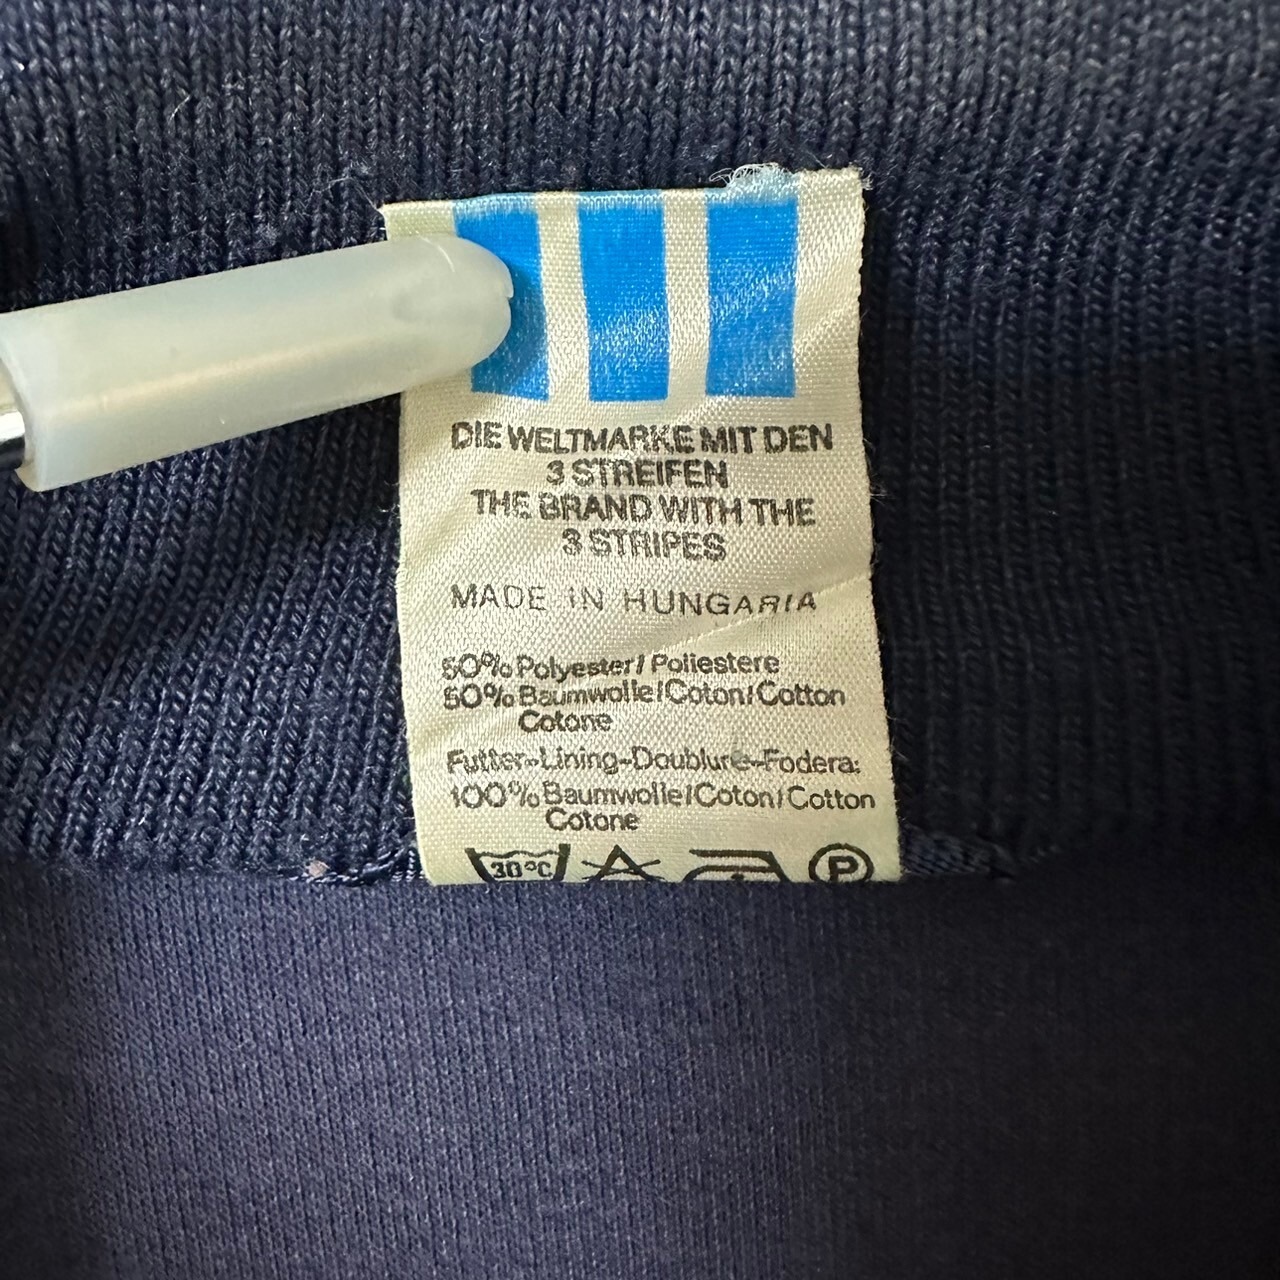 DIE WELTMARKE MIT DEN
3 STREIFEN
THE BRAND WITH THE
3 STRIPES
MADE IN HUNGARIA
50% Polyester/Poliestere
50% Baumwolle/Coton/Cotton
Cotone
Futter-Lining-Doublure-Fodera:
100% Baumwolle/Coton/Cotton
Cotone
30°C
A
P